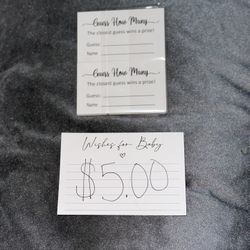 Guess How Many
The closest guess wins a prize!
Guess:
Name:
Guess How Many
The closest guess wins a prize!
Guess:
Name:
Wishes for Baby
$5.00